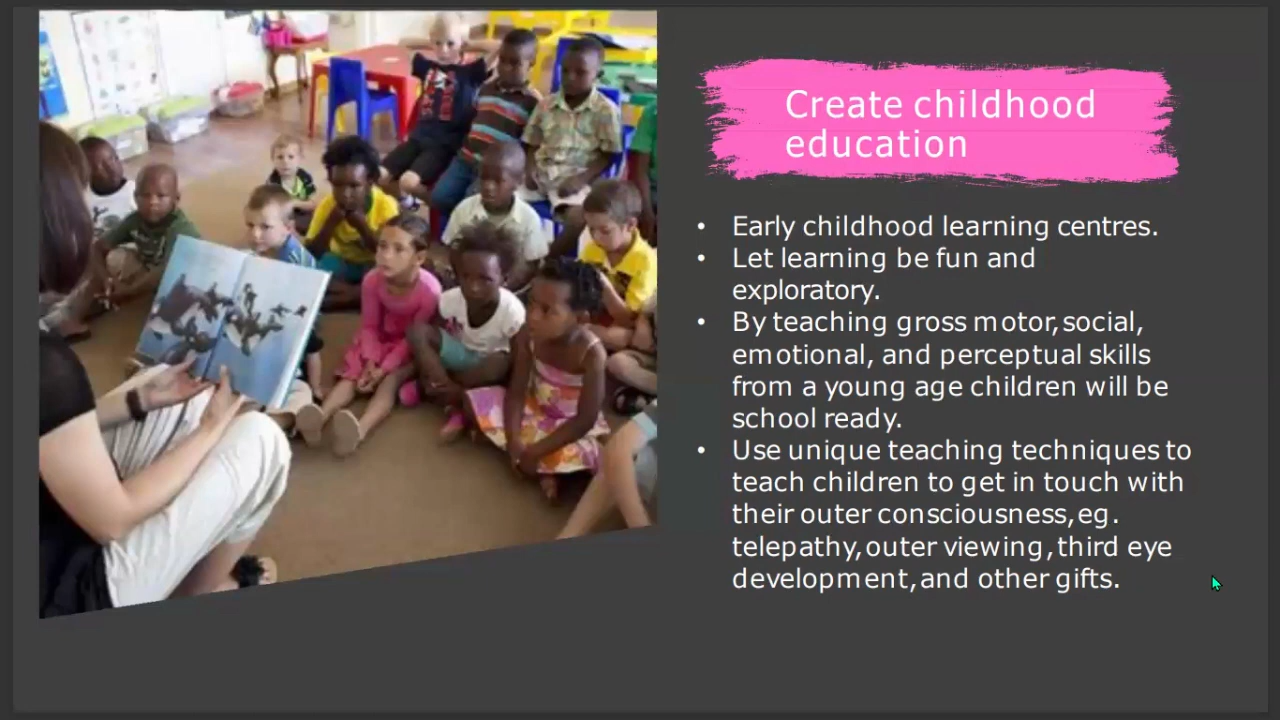 Create childhood
education
• Early childhood learning centres.
• Let learning be fun and
exploratory.
• By teaching gross motor, social,
emotional, and perceptual skills
from a young age children will be
school ready.
• Use unique teaching techniques to
teach children to get in touch with
their outer consciousness, eg.
telepathy, outer viewing, third eye
development, and other gifts.